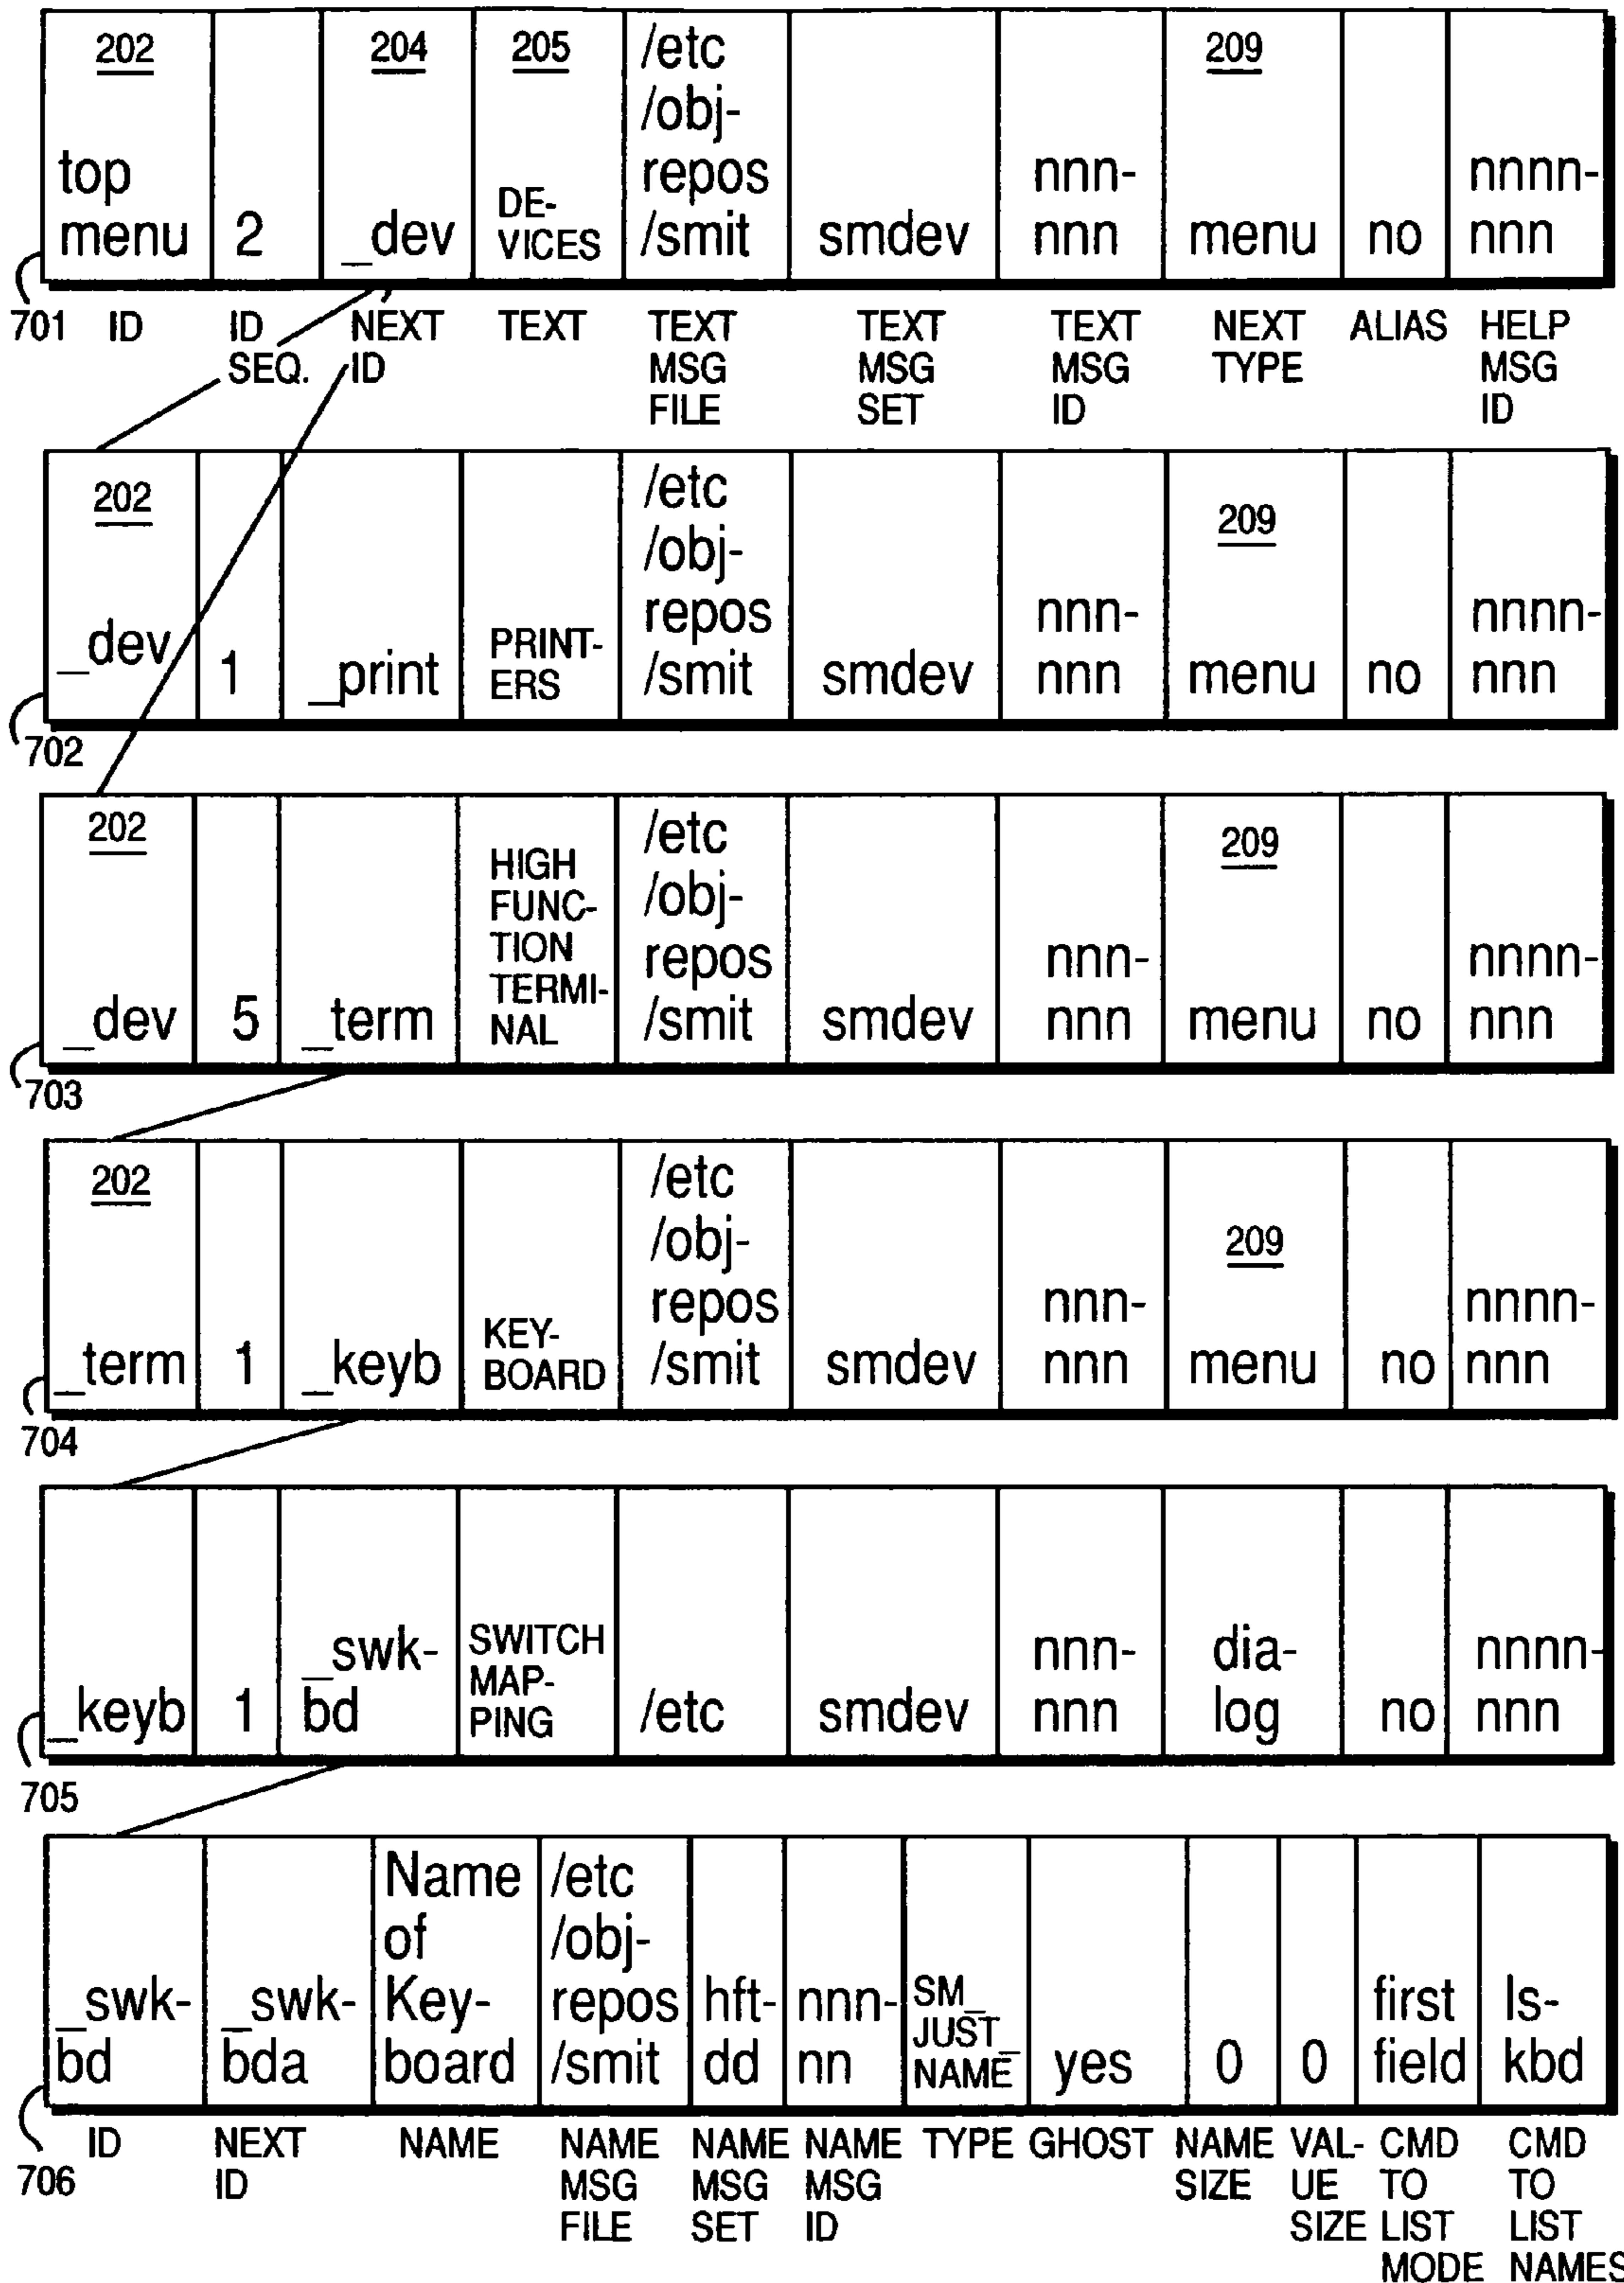 202 204 205 /etc 209
/obj-
top repos nnn- nnnn-
menu 2 _dev DE-
VICES /smit smdev nnn menu no nnn
701 ID ID NEXT TEXT TEXT TEXT TEXT NEXT ALIAS HELP
SEQ. ID MSG MSG MSG TYPE MSG
FILE SET ID ID
202 /etc 209
/obj-
repos nnn- nnnn-
_dev 1 _print PRINT-
ERS /smit smdev nnn menu no nnn
702
202 /etc 209
HIGH
FUNC- /obj-
TION repos nnn- nnnn-
TERMI-
_dev 5 _term NAL /smit smdev nnn menu no nnn
703
202 /etc
/obj- 209
repos nnn- nnnn-
KEY-
_term 1 _keyb BOARD /smit smdev nnn menu no nnn
704
_swk- SWITCH nnn- dia- nnnn-
MAP-
_keyb 1 bd PING /etc smdev nnn log no nnn
705
Name /etc
of /obj-
_swk- _swk- Key- repos hft- nnn- SM_ first ls-
JUST_
bd bda board /smit dd nn NAME yes 0 0 field kbd
706 ID NEXT NAME NAME NAME NAME TYPE GHOST NAME VAL- CMD CMD
ID MSG MSG MSG SIZE UE TO TO
FILE SET ID SIZE LIST LIST
MODE NAMES